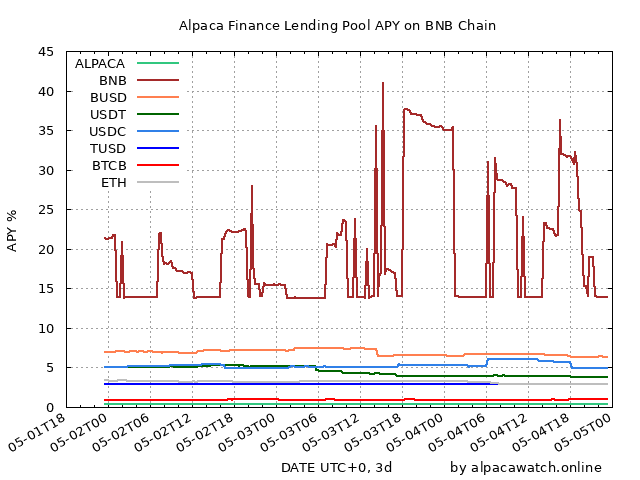 Alpaca Finance Lending Pool APY on BNB Chain
45
40
35
30
25
20
15
10
5
0
APY %
ALPACA
BNB
BUSD
USDT
USDC
TUSD
BTCB
ETH
05-01T18
05-02T00
05-02T06
05-02T12
05-02T18
05-03T00
05-03T06
05-03T12
05-03T18
05-04T00
05-04T06
05-04T12
05-04T18
05-05T00
DATE UTC+0, 3d
by alpacawatch.online